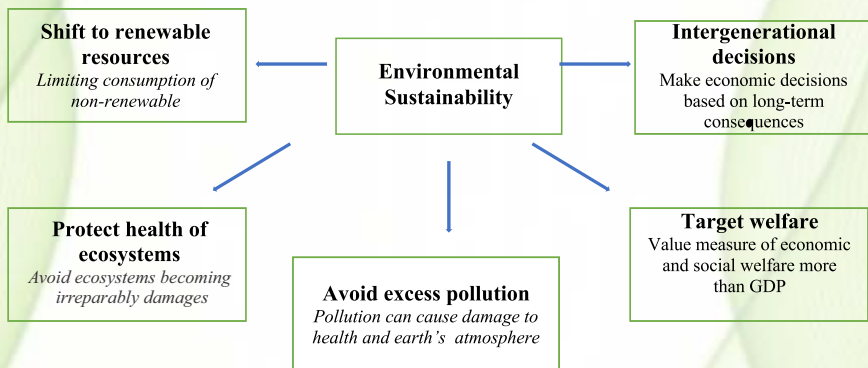 Shift to renewable
resources
Limiting consumption of
non-renewable
Environmental
Sustainability
Intergenerational
decisions
Make economic decisions
based on long-term
consequences
Protect health of
ecosystems
Avoid ecosystems becoming
irreparably damages
Avoid excess pollution
Pollution can cause damage to
health and earth’s atmosphere
Target welfare
Value measure of economic
and social welfare more
than GDP